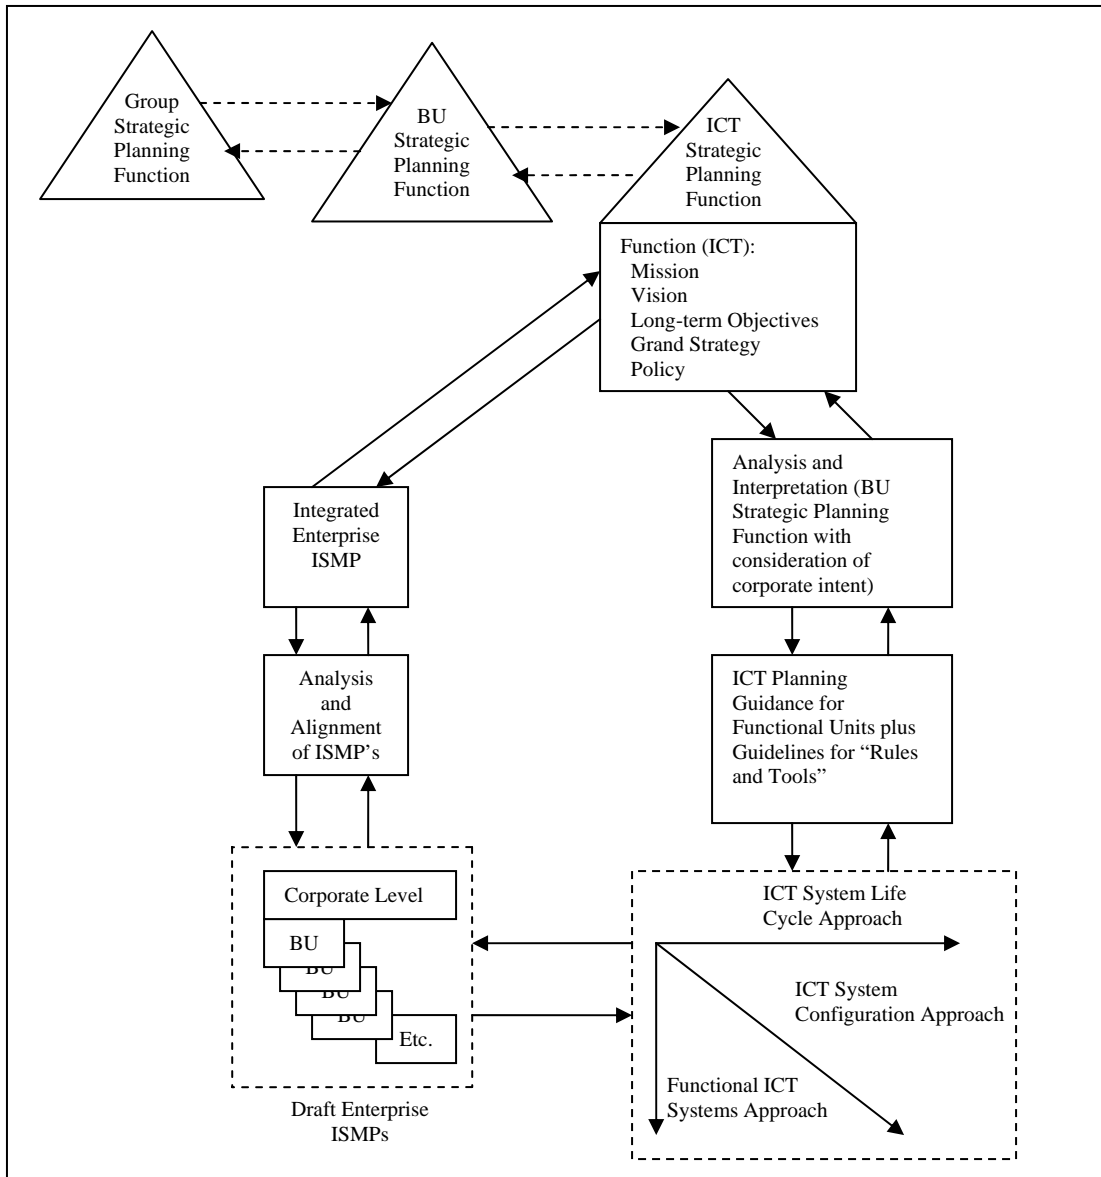 Group
Strategic
Planning
Function
BU
Strategic
Planning
Function
ICT
Strategic
Planning
Function
Function (ICT):
Mission
Vision
Long-term Objectives
Grand Strategy
Policy
Integrated
Enterprise
ISMP
Analysis and
Interpretation (BU
Strategic Planning
Function with
consideration of
corporate intent)
Analysis
and
Alignment
of ISMP's
ICT Planning
Guidance for
Functional Units plus
Guidelines for “Rules
and Tools”
Corporate Level
BU
BU
BU
BU
Etc.
Draft Enterprise
ISMPs
ICT System Life
Cycle Approach
ICT System
Configuration Approach
Functional ICT
Systems Approach